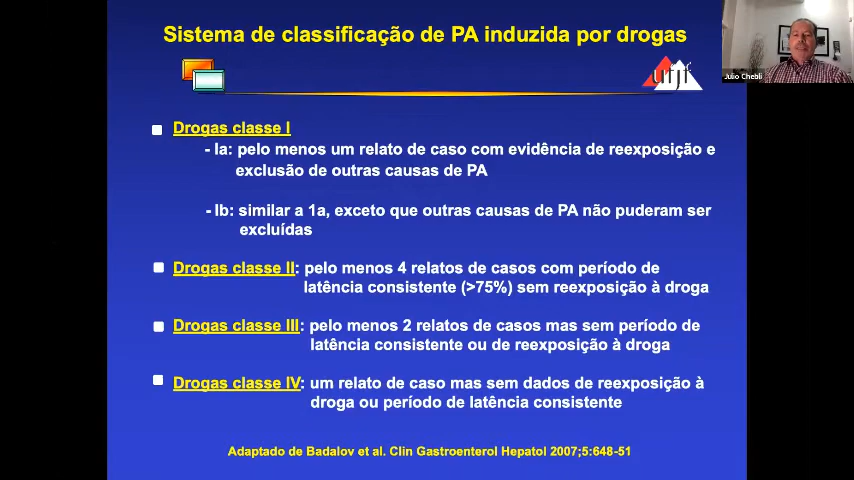 Sistema de classificação de PA induzida por drogas
ufjf
Julio Chebli
Drogas classe I
- Ia: pelo menos um relato de caso com evidência de reexposição e
exclusão de outras causas de PA
- Ib: similar a 1a, exceto que outras causas de PA não puderam ser
excluídas
Drogas classe II: pelo menos 4 relatos de casos com período de
latência consistente (>75%) sem reexposição à droga
Drogas classe III: pelo menos 2 relatos de casos mas sem período de
latência consistente ou de reexposição à droga
Drogas classe IV: um relato de caso mas sem dados de reexposição à
droga ou período de latência consistente
Adaptado de Badalov et al. Clin Gastroenterol Hepatol 2007;5:648-51